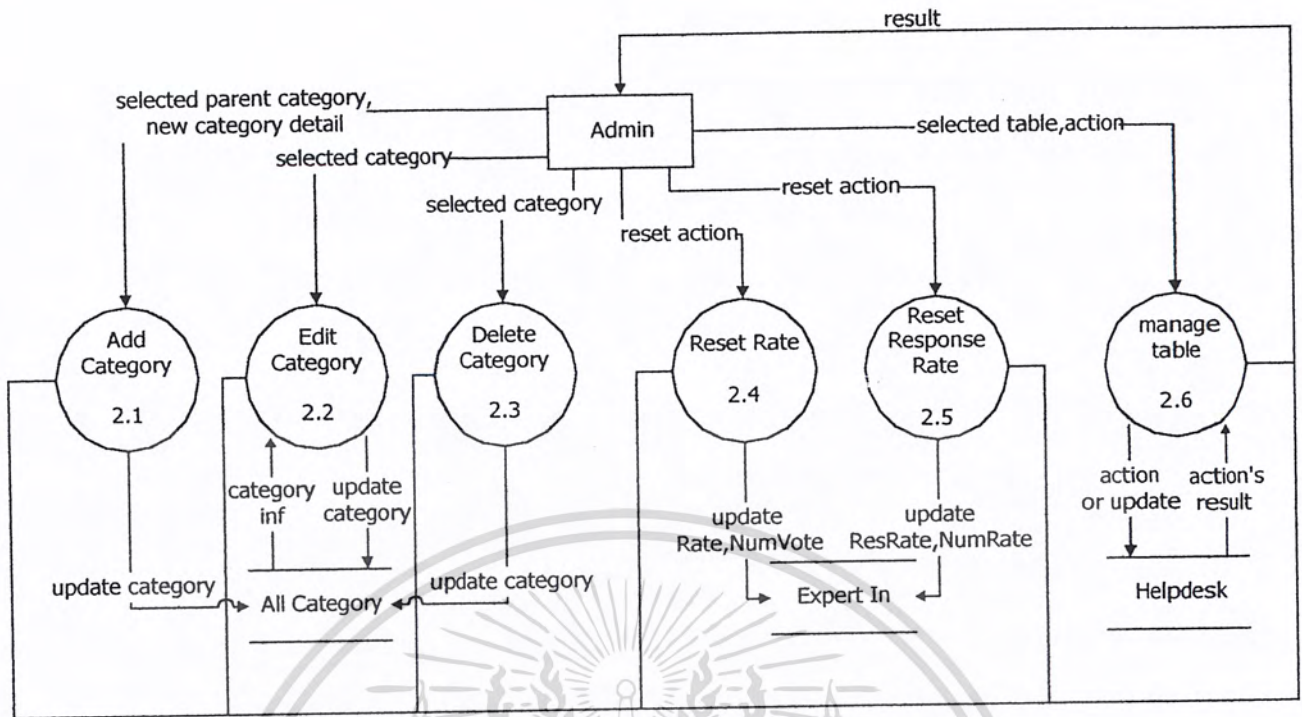 result
selected parent category,
new category detail
Admin
selected table,action
selected category
reset action
selected category
reset action
Add
Category
2.1
Edit
Category
2.2
Delete
Category
2.3
Reset Rate
2.4
Reset
Response
Rate
2.5
manage
table
2.6
category
inf
update
category
update
Rate,NumVote
update
ResRate,NumRate
action
or update
action's
result
update category
All Category
update category
Expert In
Helpdesk